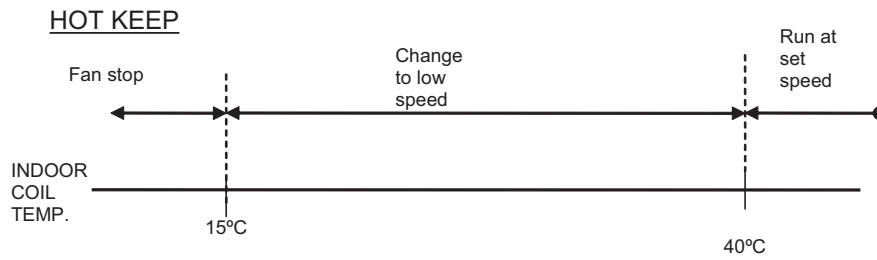 HOT KEEP
Fan stop
Change
to low
speed
Run at
set
speed
INDOOR
COIL
TEMP.
15ºC
40ºC